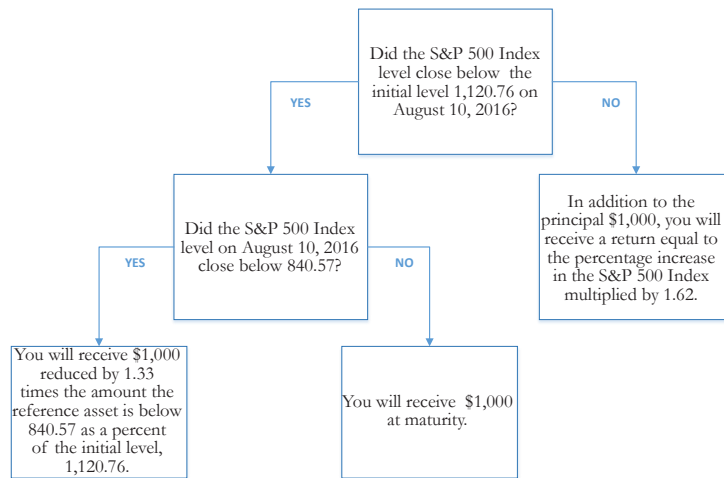 Did the S&P 500 Index
level close below the
initial level 1,120.76 on
August 10, 2016?
YES
NO
Did the S&P 500 Index
level on August 10, 2016
close below 840.57?
In addition to the
principal $1,000, you will
receive a return equal to
the percentage increase
in the S&P 500 Index
multiplied by 1.62.
YES
NO
You will receive $1,000
reduced by 1.33
times the amount the
reference asset is below
840.57 as a percent
of the initial level,
1,120.76.
You will receive $1,000
at maturity.